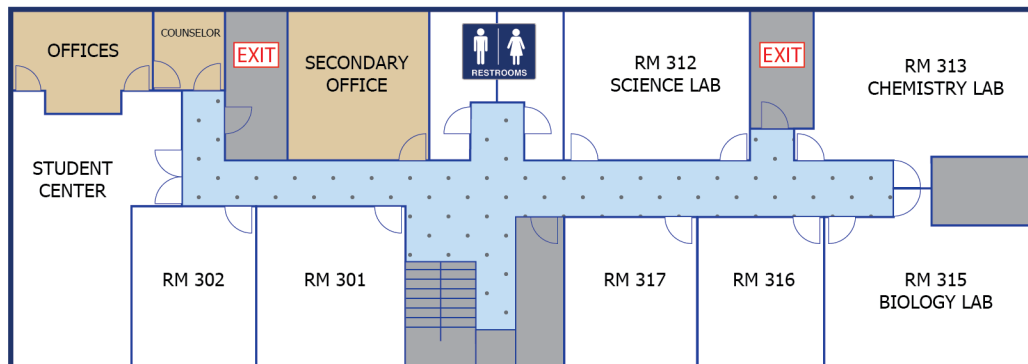 OFFICES
COUNSELOR
EXIT
SECONDARY
OFFICE
RESTROOMS
RM 312
SCIENCE LAB
EXIT
RM 313
CHEMISTRY LAB
STUDENT
CENTER
RM 302
RM 301
RM 317
RM 316
RM 315
BIOLOGY LAB